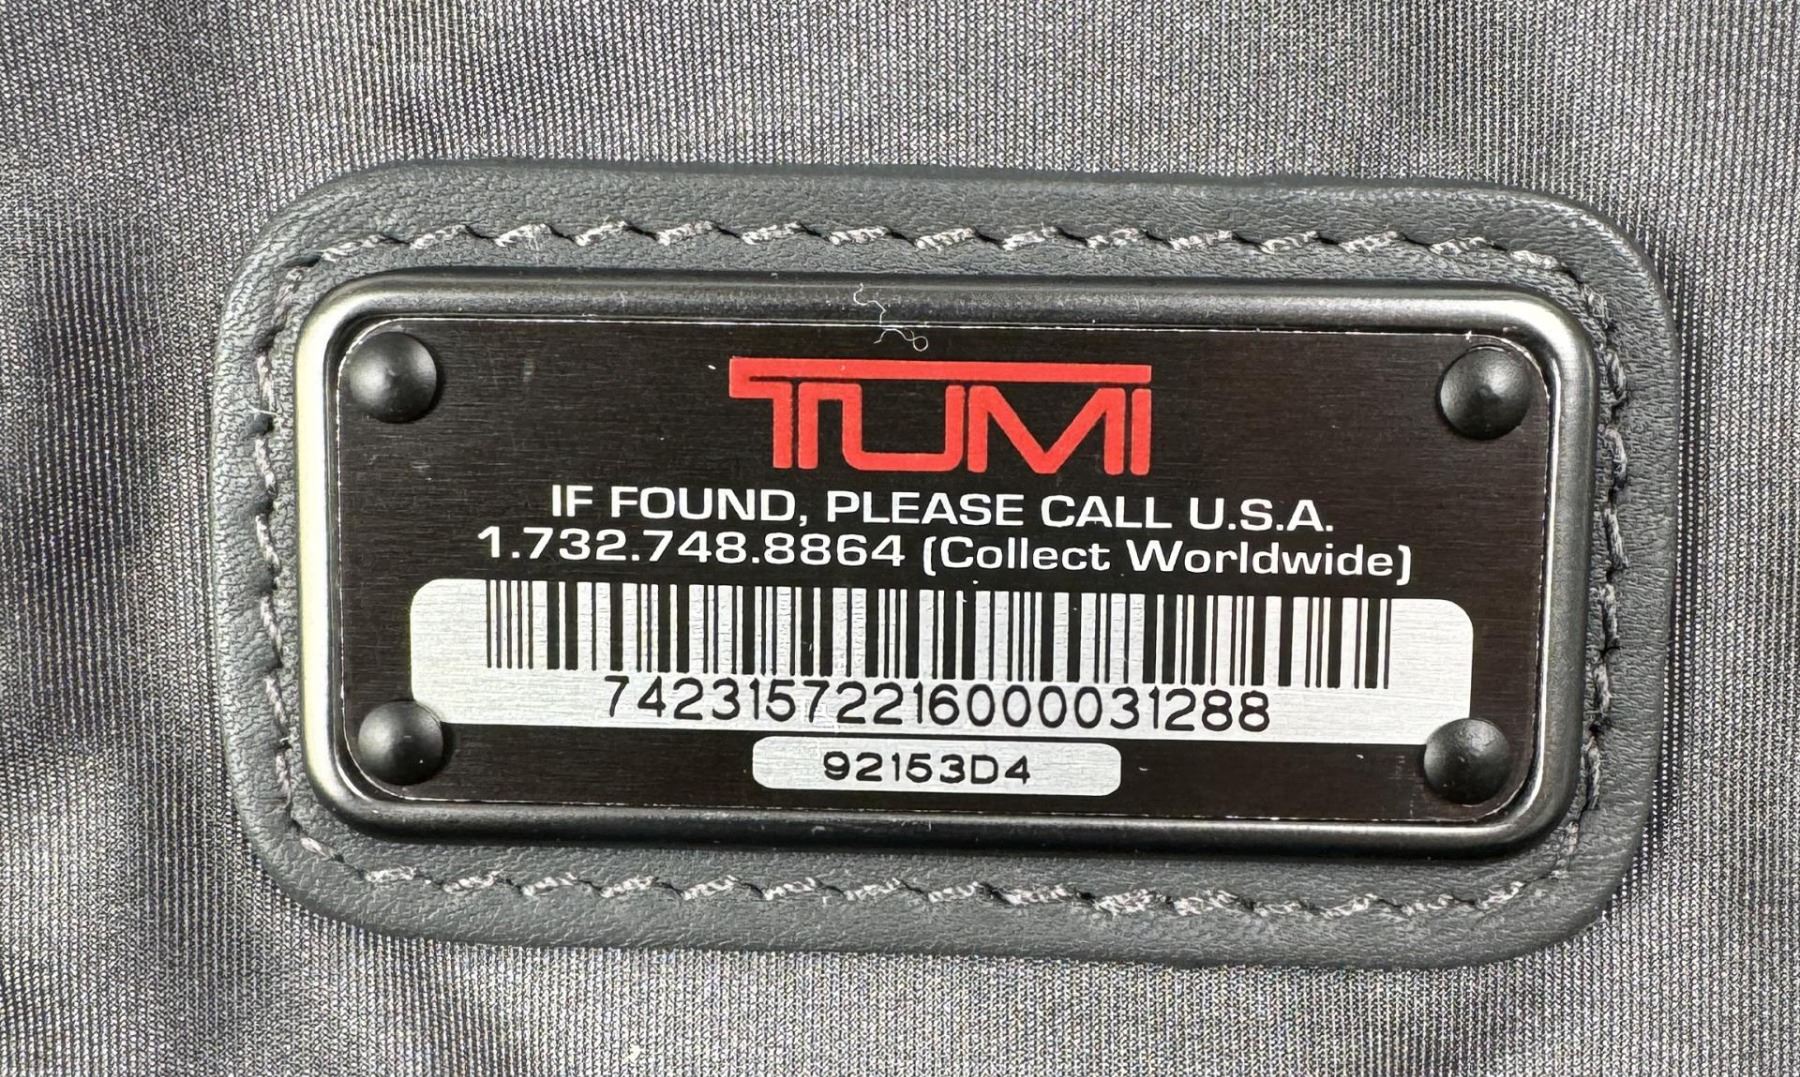 TUMI
IF FOUND, PLEASE CALL U.S.A.
1.732.748.8864 (Collect Worldwide)
74231572216000031288
92153D4